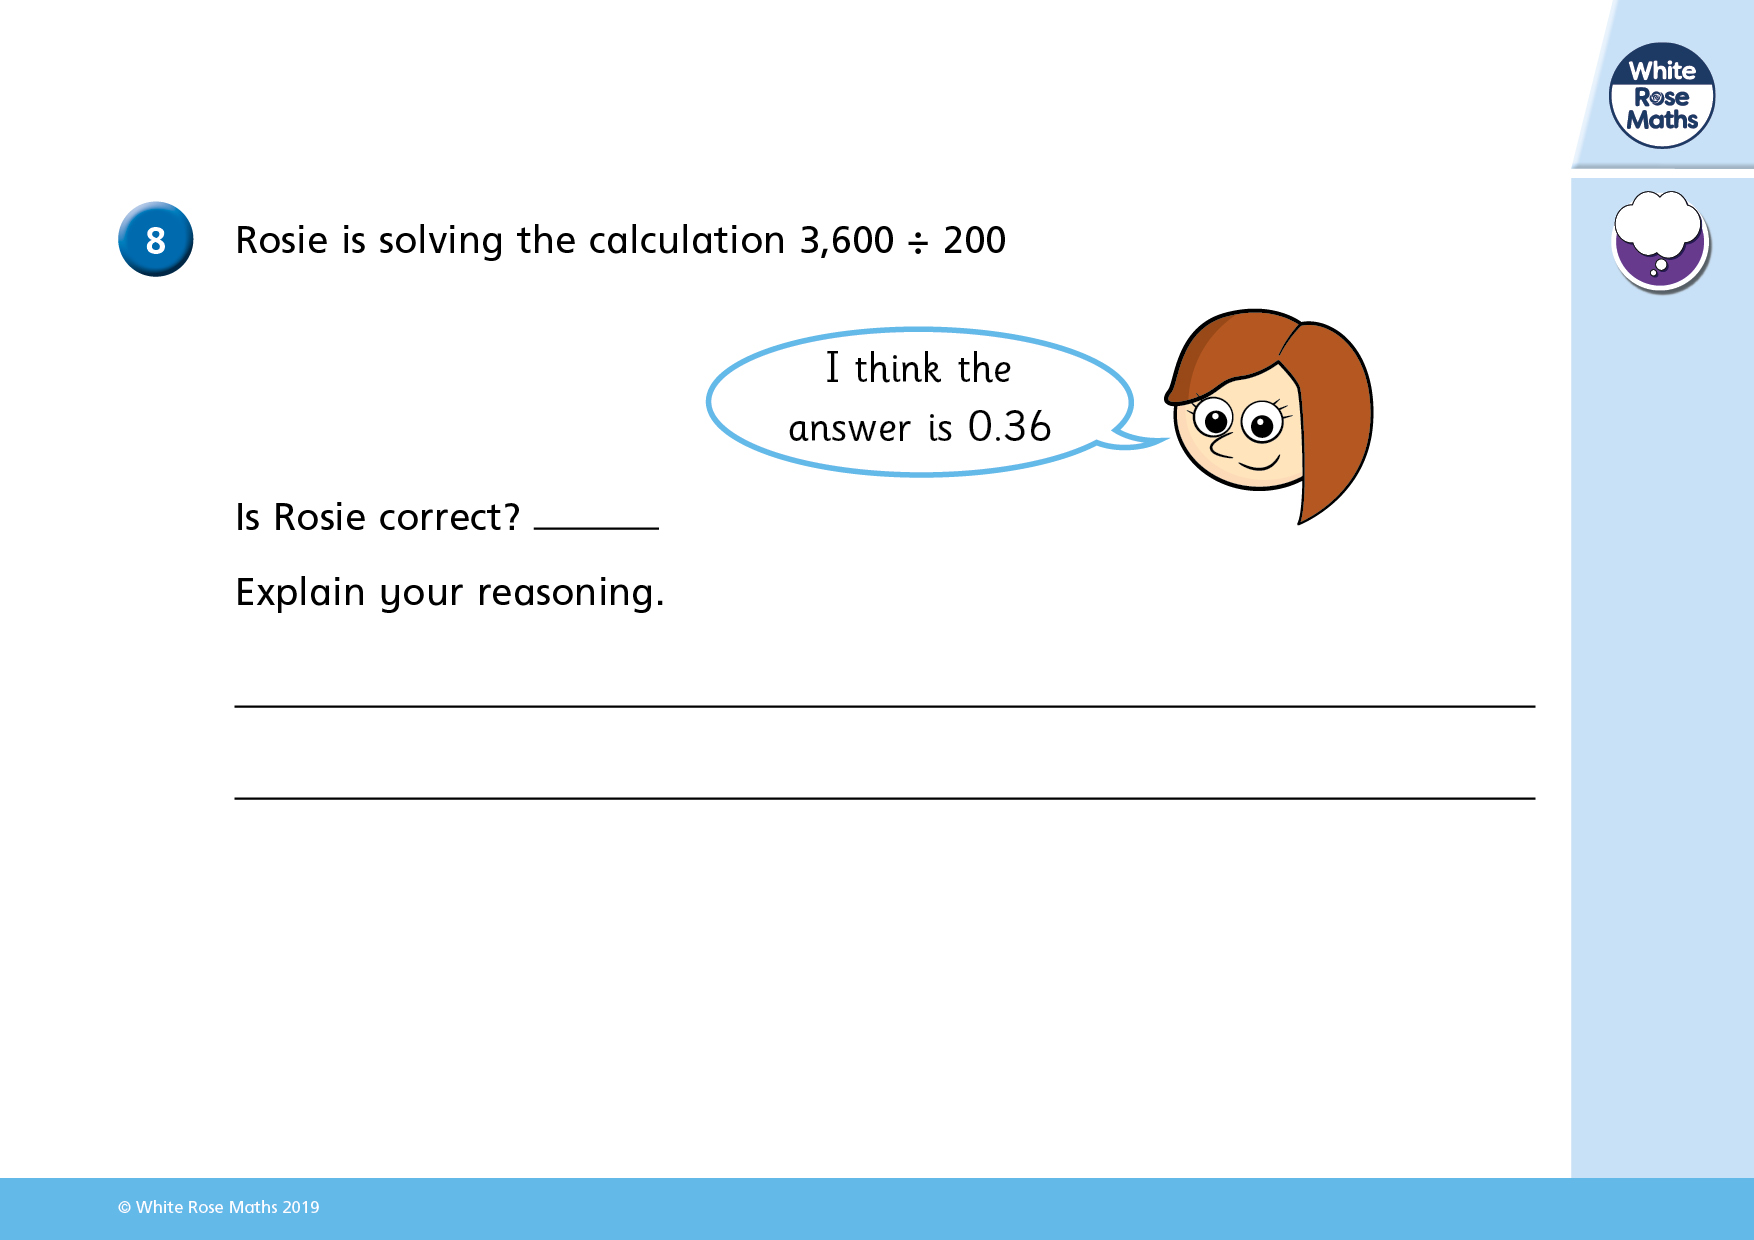 White
Rose
Maths
8 Rosie is solving the calculation 3,600 ÷ 200
I think the
answer is 0.36
Is Rosie correct?
Explain your reasoning.
© White Rose Maths 2019